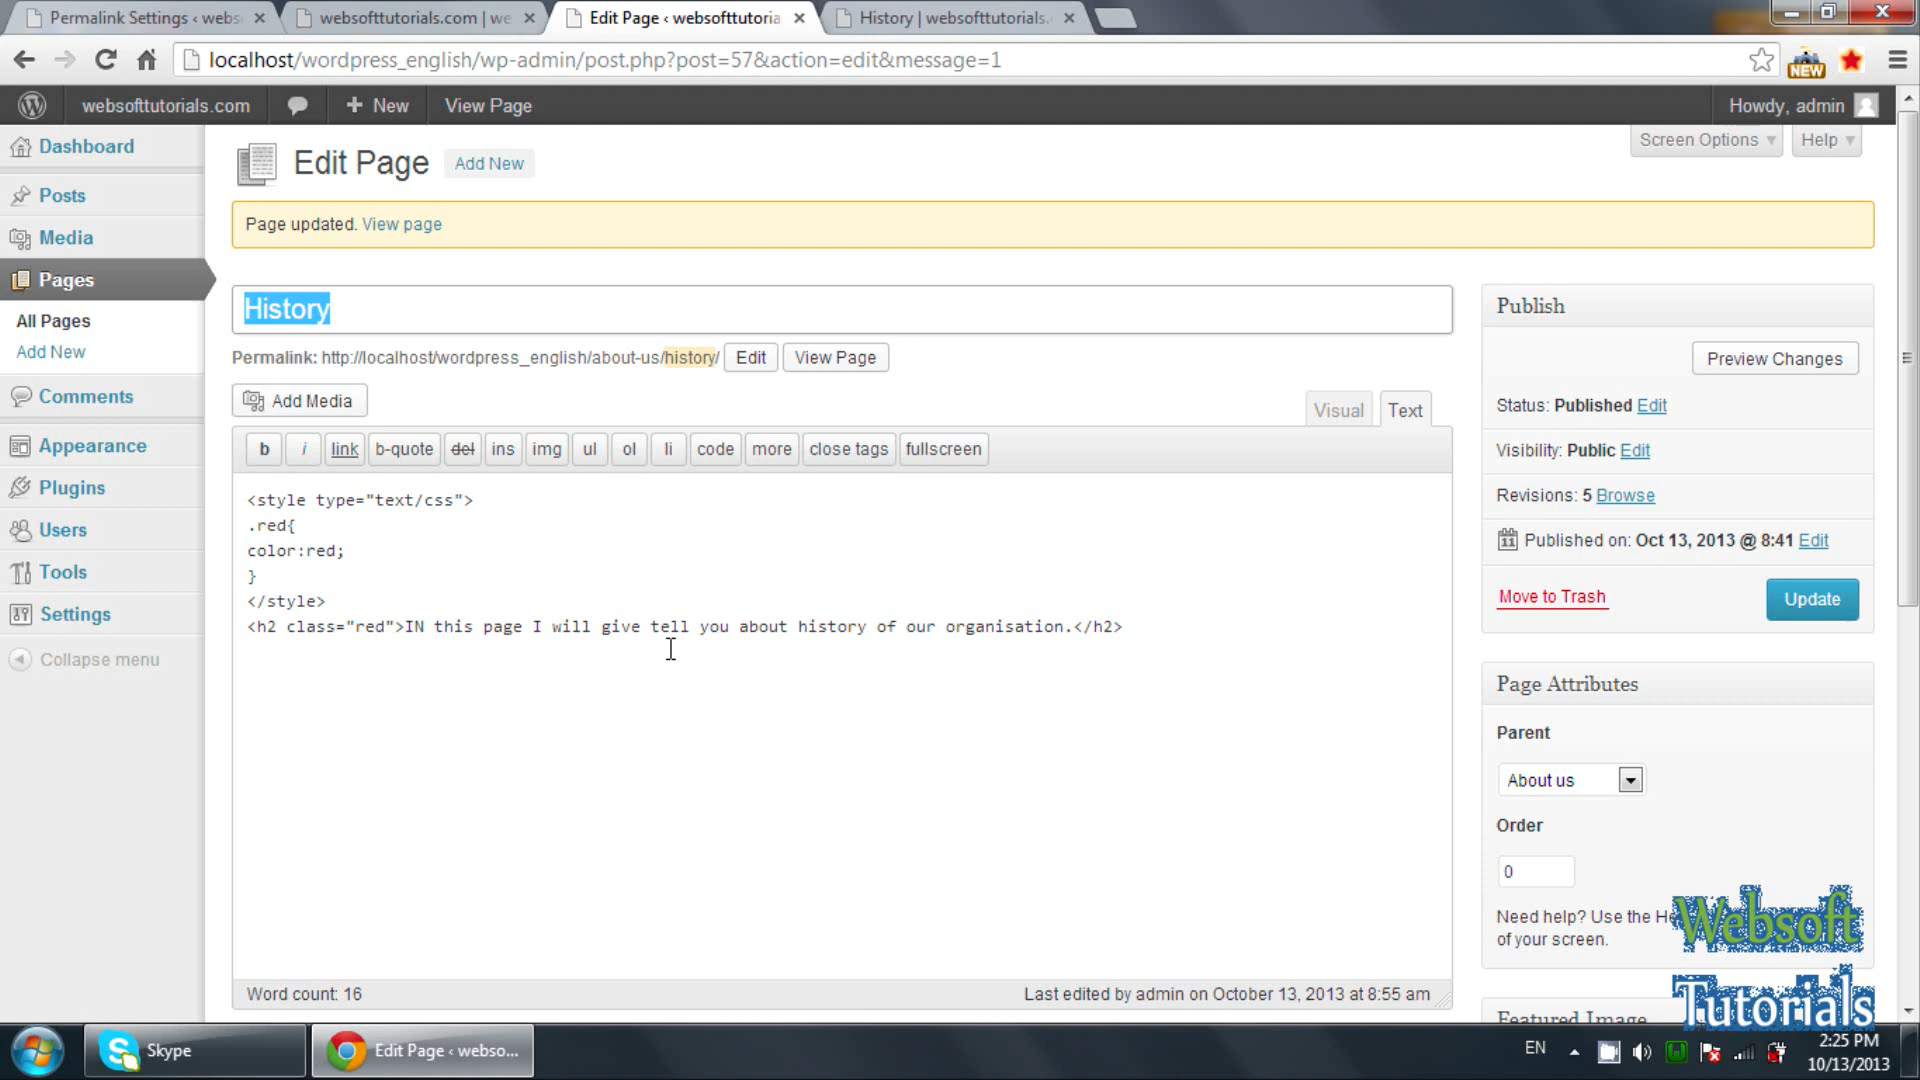 Permalink Settings ‹ webs
websofttutorials.com | we
Edit Page ‹ websofttutoria
History | websofttutorials.
localhost/wordpress_english/wp-admin/post.php?post=57&action=edit&message=1
NEW
websofttutorials.com
+ New
View Page
Howdy, admin
Dashboard
Posts
Media
Pages
All Pages
Add New
Comments
Appearance
Plugins
Users
Tools
Settings
Collapse menu
Screen Options
Help
Edit Page
Add New
Page updated. View page
History
Permalink: http://localhost/wordpress_english/about-us/history/
Edit
View Page
Add Media
Visual
Text
b
i
link
b-quote
del
ins
img
ul
ol
li
code
more
close tags
fullscreen
<style type="text/css">
.red{
color:red;
}
</style>
<h2 class="red">IN this page I will give tell you about history of our organisation.</h2>
Word count: 16
Last edited by admin on October 13, 2013 at 8:55 am
Publish
Preview Changes
Status: Published Edit
Visibility: Public Edit
Revisions: 5 Browse
11
Published on: Oct 13, 2013 @ 8:41 Edit
Move to Trash
Update
Page Attributes
Parent
About us
Order
0
Need help? Use the He
of your screen.
Featured Image
Websoft
Tutorials
Skype
Edit Page ‹ webso...
EN
2:25 PM
10/13/2013